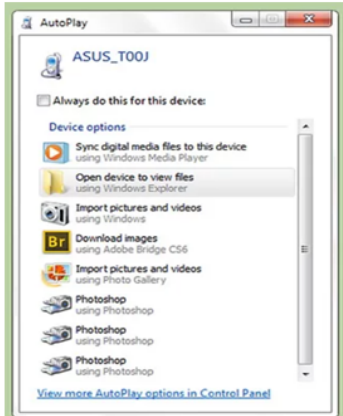 AutoPlay
ASUS_T00J
Always do this for this device:
Device options
Sync digital media files to this device
using Windows Media Player
Open device to view files
using Windows Explorer
Import pictures and videos
using Windows
Br
Download images
using Adobe Bridge CS6
Import pictures and videos
using Photo Gallery
Photoshop
using Photoshop
Photoshop
using Photoshop
Photoshop
using Photoshop
View more AutoPlay options in Control Panel